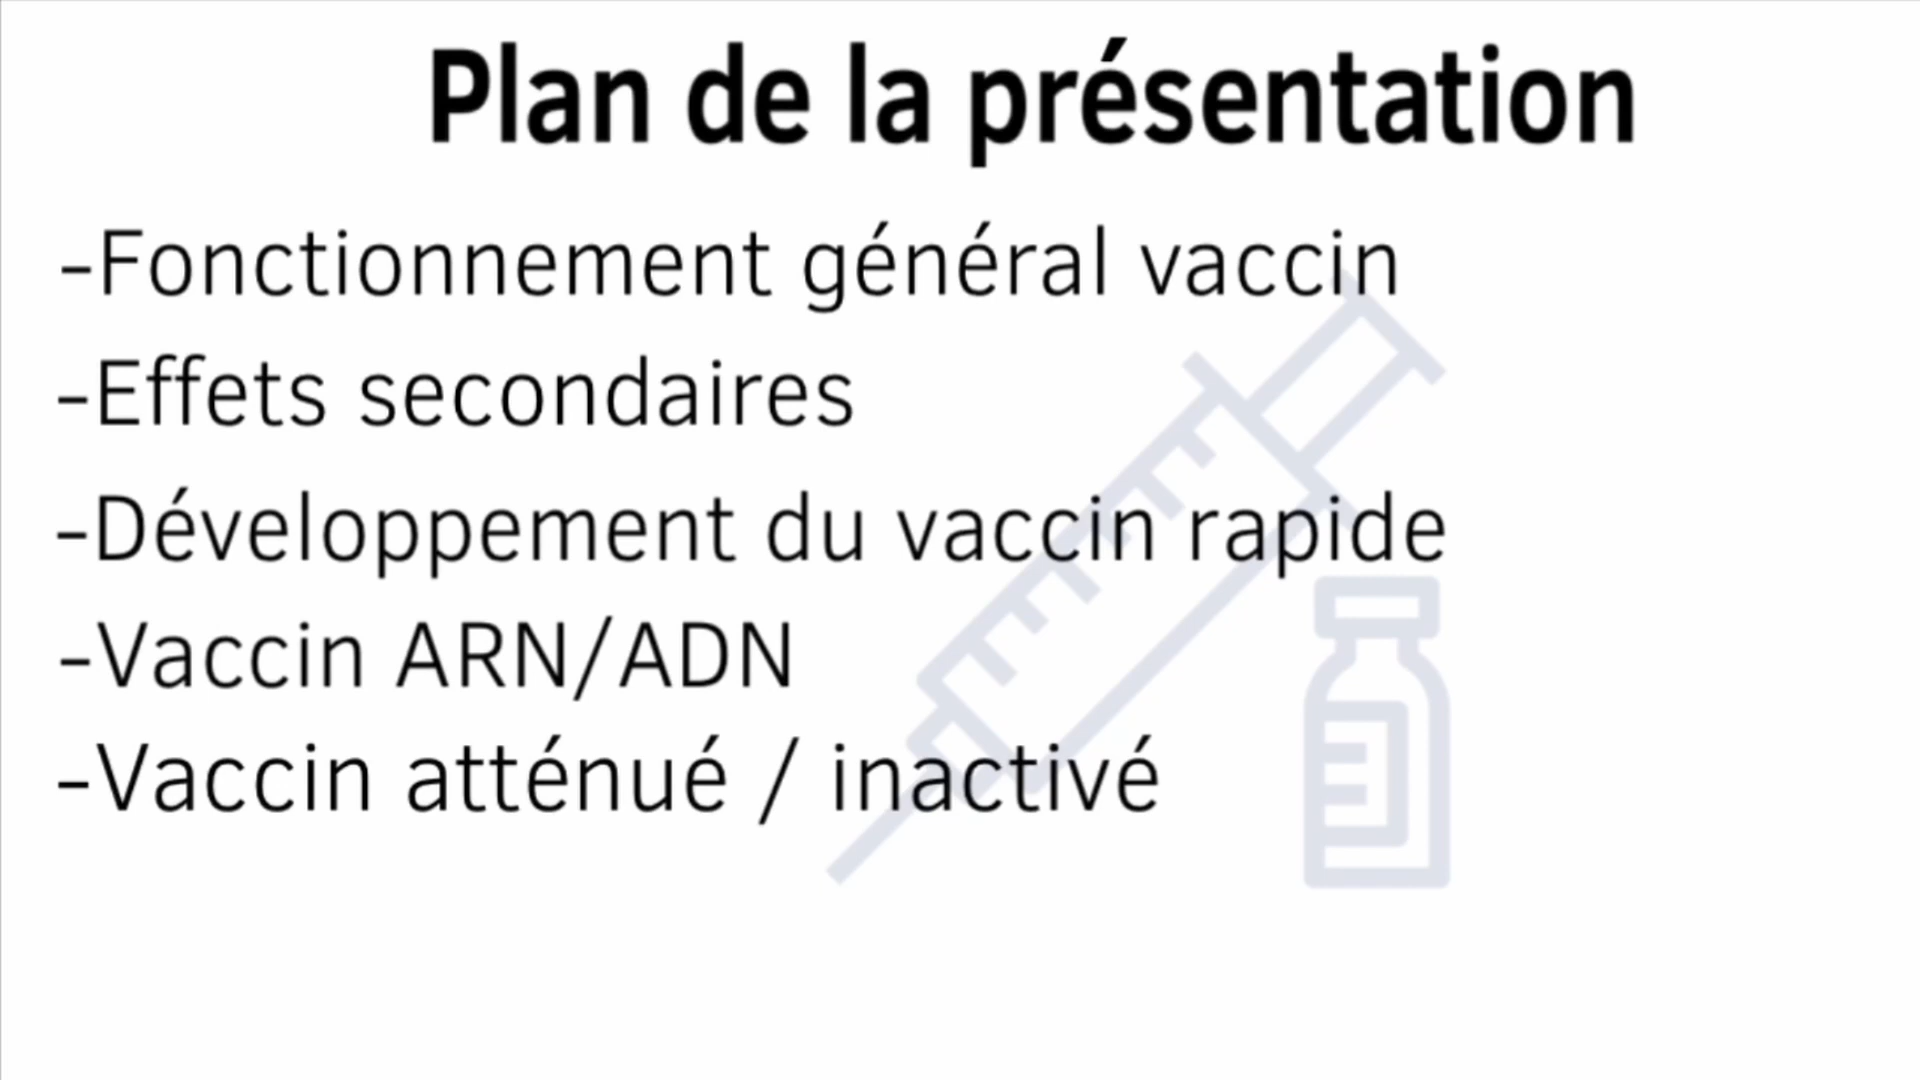 Plan de la présentation
-Fonctionnement général vaccin
-Effets secondaires
-Développement du vaccin rapide
-Vaccin ARN/ADN
-Vaccin atténué / inactivé